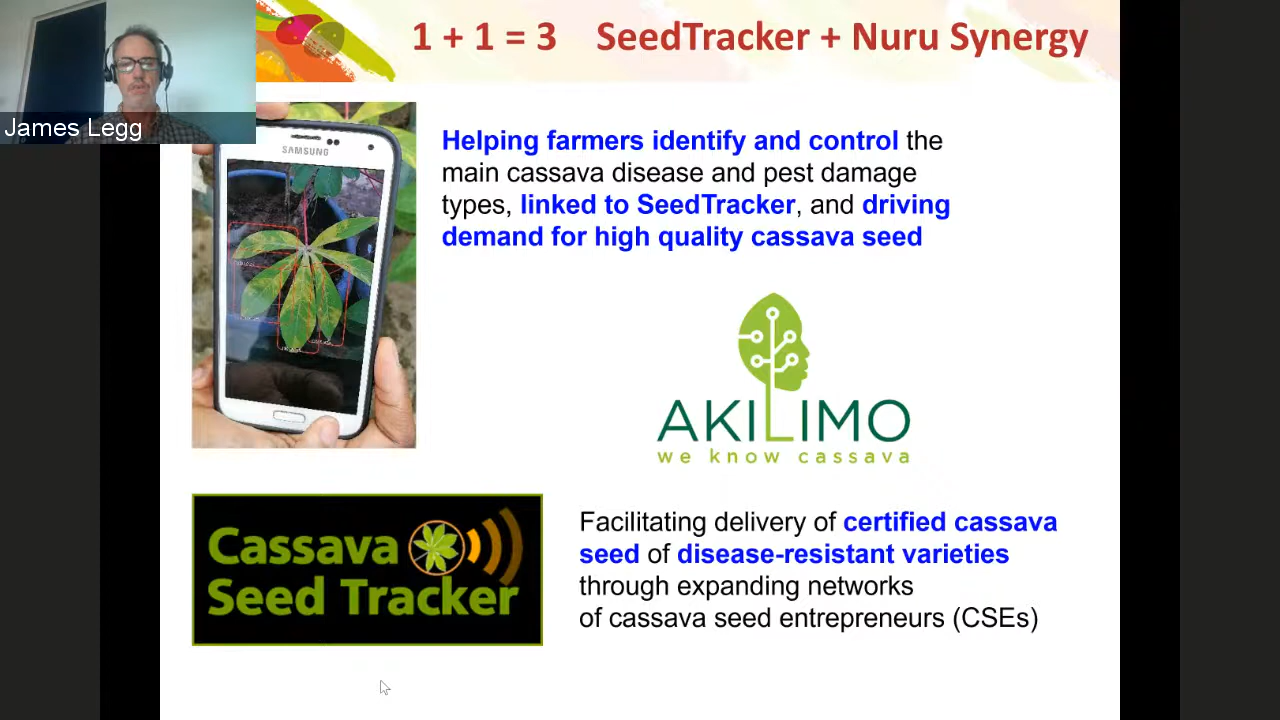 1 + 1 = 3 SeedTracker + Nuru Synergy
James Legg
SAMSUNG
Helping farmers identify and control the
main cassava disease and pest damage
types, linked to SeedTracker, and driving
demand for high quality cassava seed
AKILIMO
we know cassava
Cassava
Seed Tracker
Facilitating delivery of certified cassava
seed of disease-resistant varieties
through expanding networks
of cassava seed entrepreneurs (CSEs)